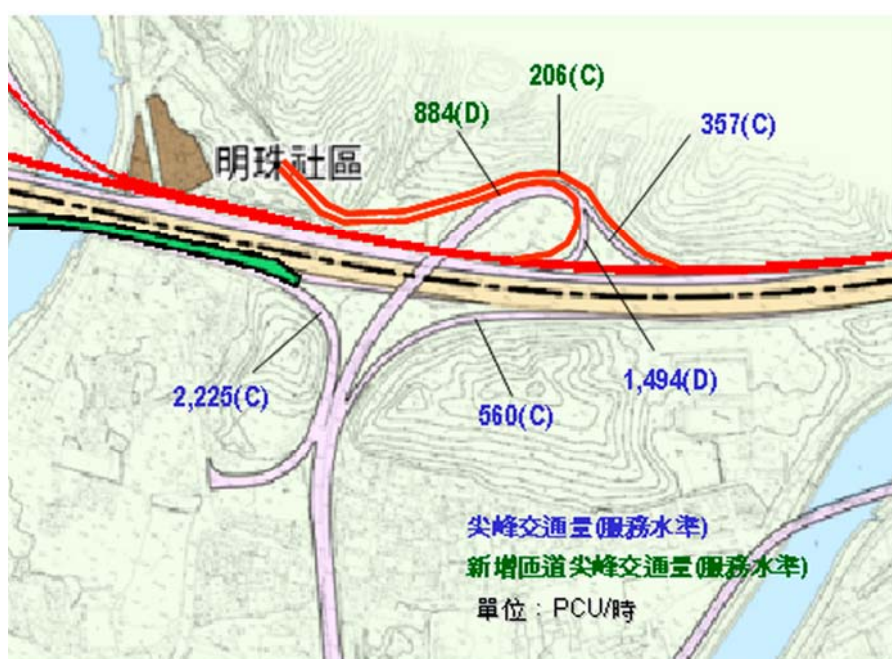 206(C)
884(D)
357(C)
明珠社區
2,225(C)
1,494(D)
560(C)
尖峰交通量(服務水準)
新增匝道尖峰交通量(服務水準)
單位：PCU/時